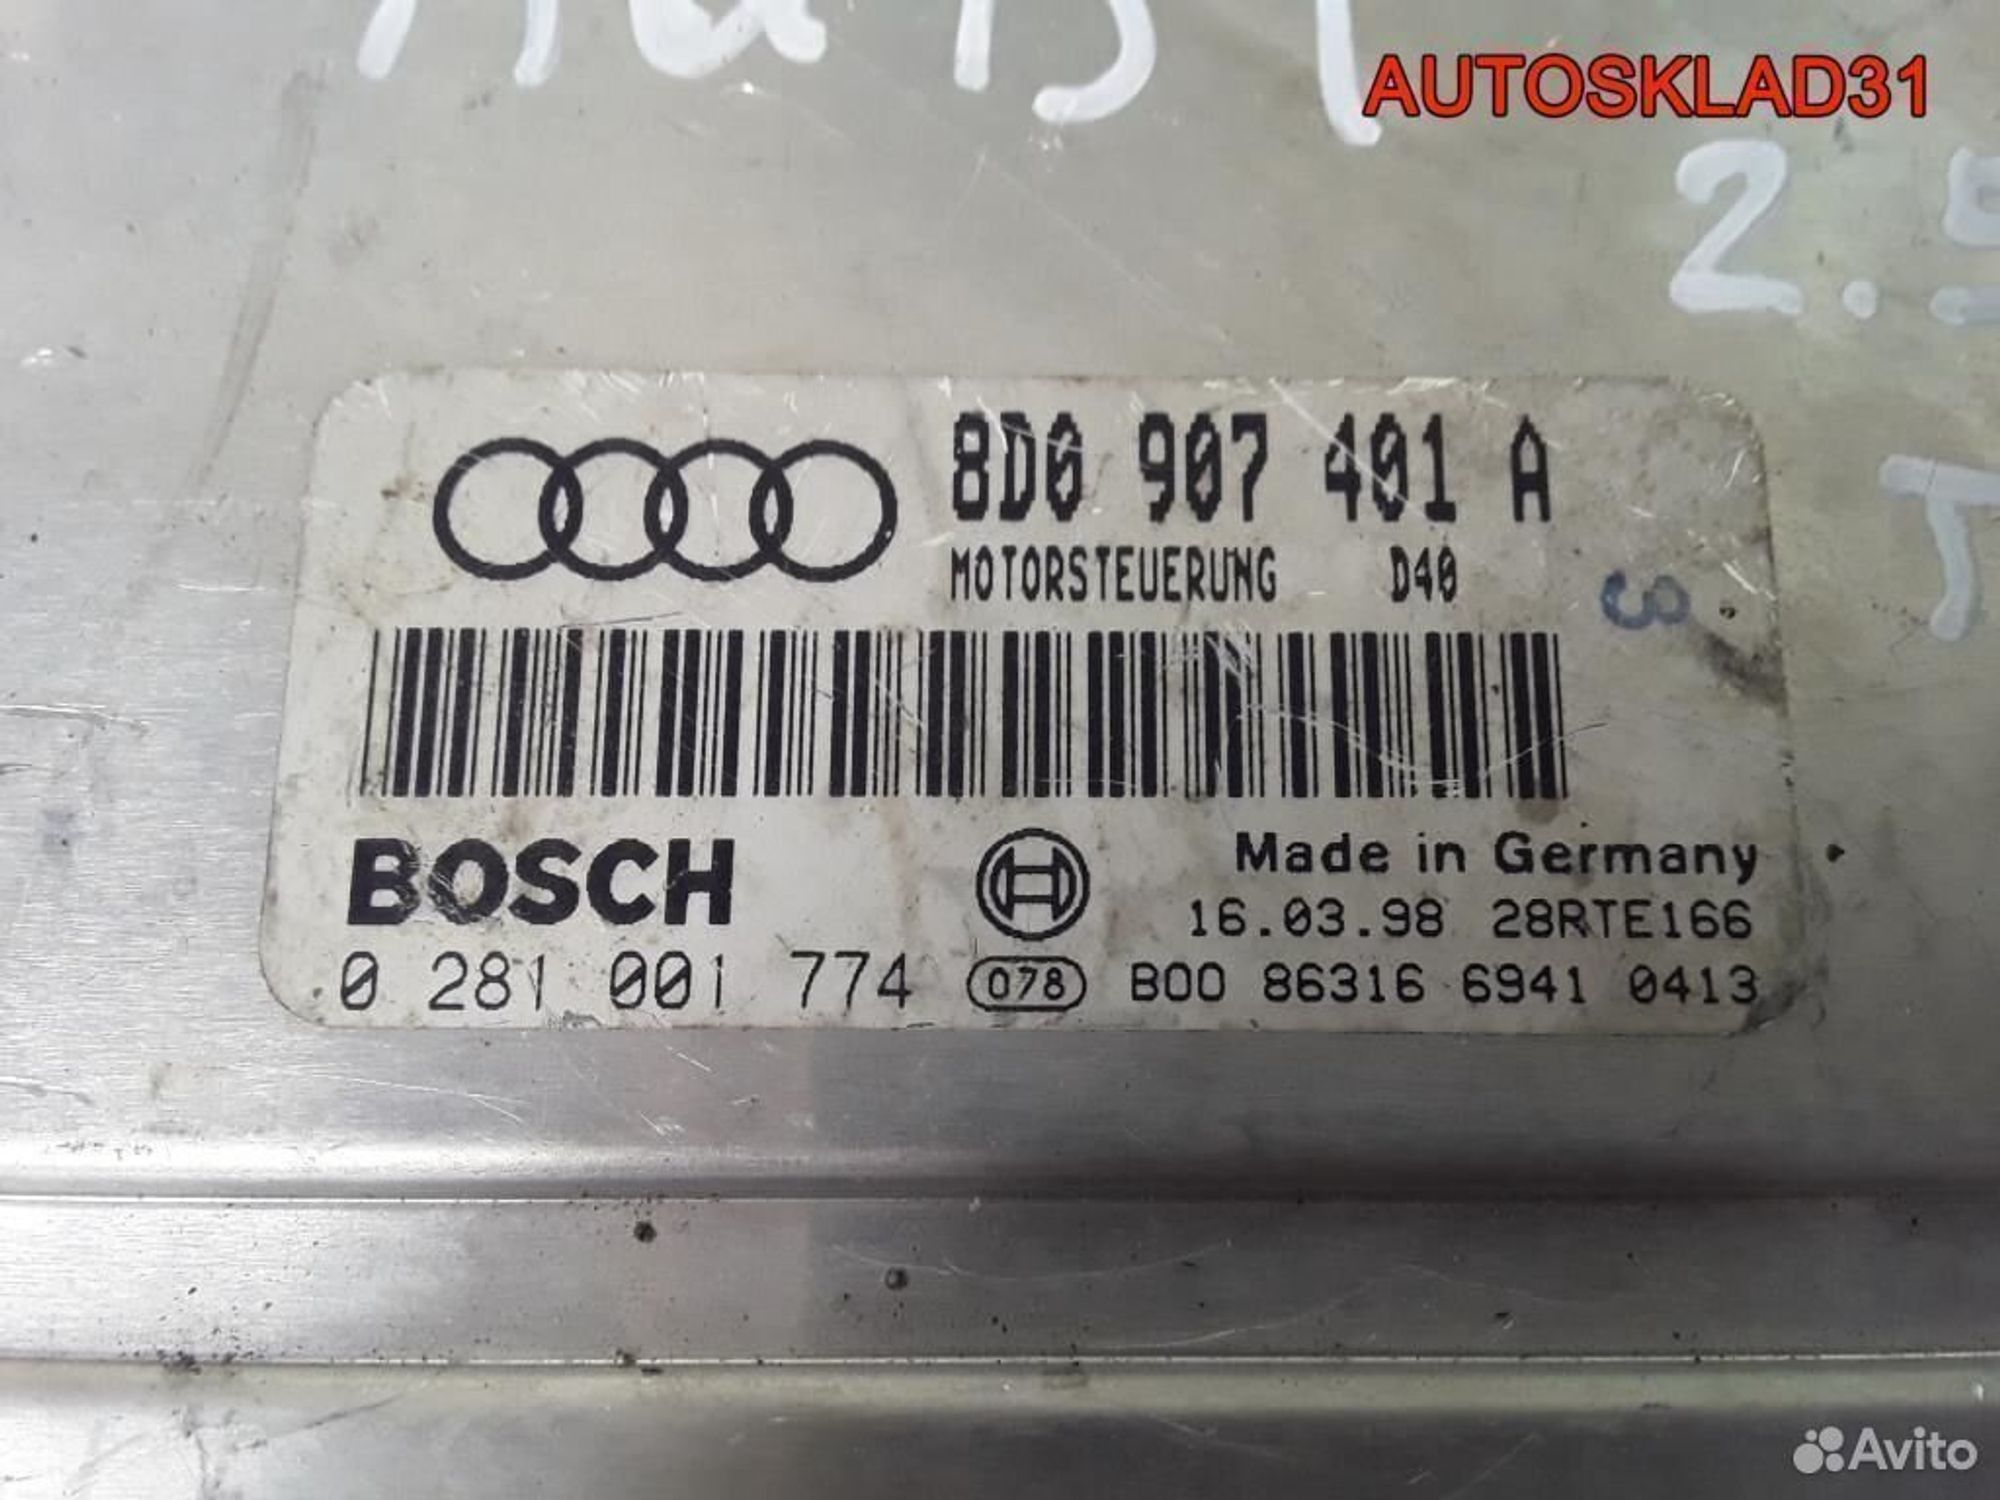 AUTOSKLAD31
8D0 907 401 A
MOTORSTEUERUNG D40
8
BOSCH
Made in Germany
16.03.98 28RTE166
0 281 001 774 078 B00 86316 6941 0413
Avito